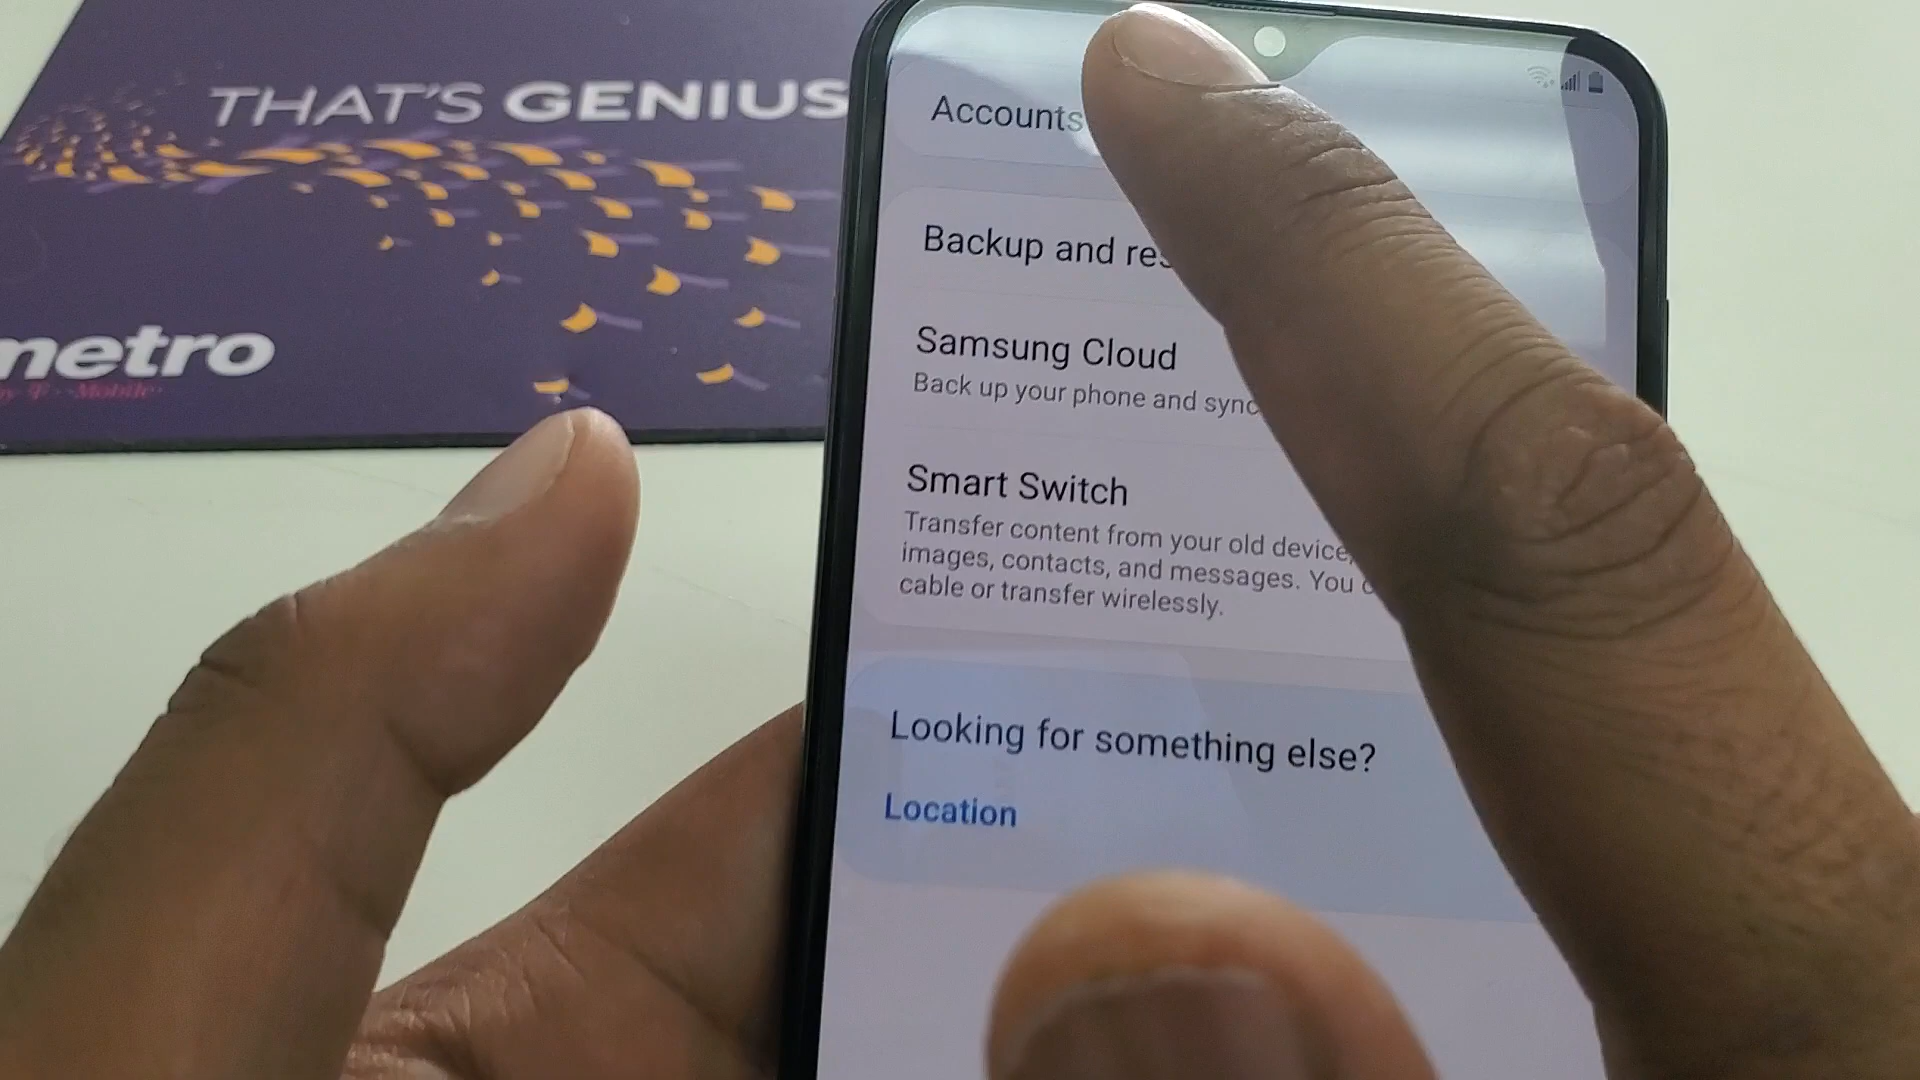 THAT'S GENIUS
metro
by T-Mobile
Accounts
Backup and res
Samsung Cloud
Back up your phone and sync
Smart Switch
Transfer content from your old device,
images, contacts, and messages. You c
cable or transfer wirelessly.
Looking for something else?
Location